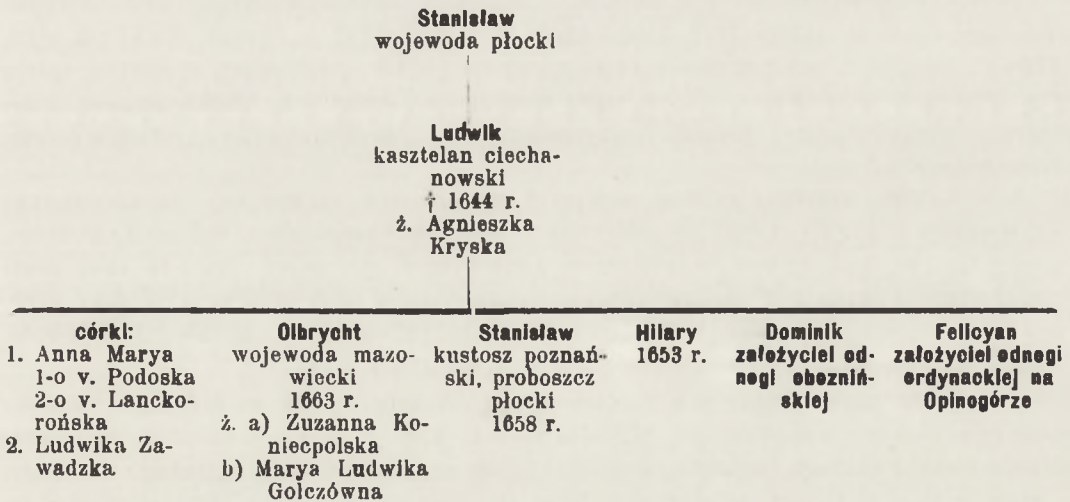 Stanisław
wojewoda płocki
Ludwik
kasztelan ciecha-
nowski
† 1644 r.
ż. Agnieszka
Kryska
córki:
1. Anna Marya
1-o v. Podoska
2-o v. Lancko-
rońska
2. Ludwika Za-
wadzka
Olbrycht
wojewoda mazo-
wiecki
1663 r.
ż. a) Zuzanna Ko-
niecpolska
b) Marya Ludwika
Golczówna
Stanisław
kustosz poznań-
ski, proboszcz
płocki
1658 r.
Hilary
1653 r.
Dominik
założyciel od-
nogi oboźniń-
skiej
Felicyan
założyciel odnogi
ordynackiej na
Opinogórze